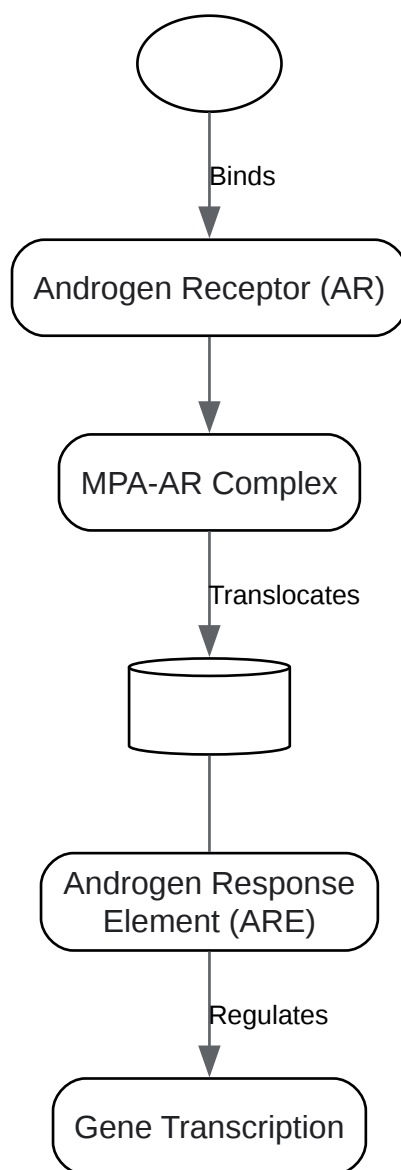 Binds
Androgen Receptor (AR)
MPA-AR Complex
Translocates
Androgen Response
Element (ARE)
Regulates
Gene Transcription